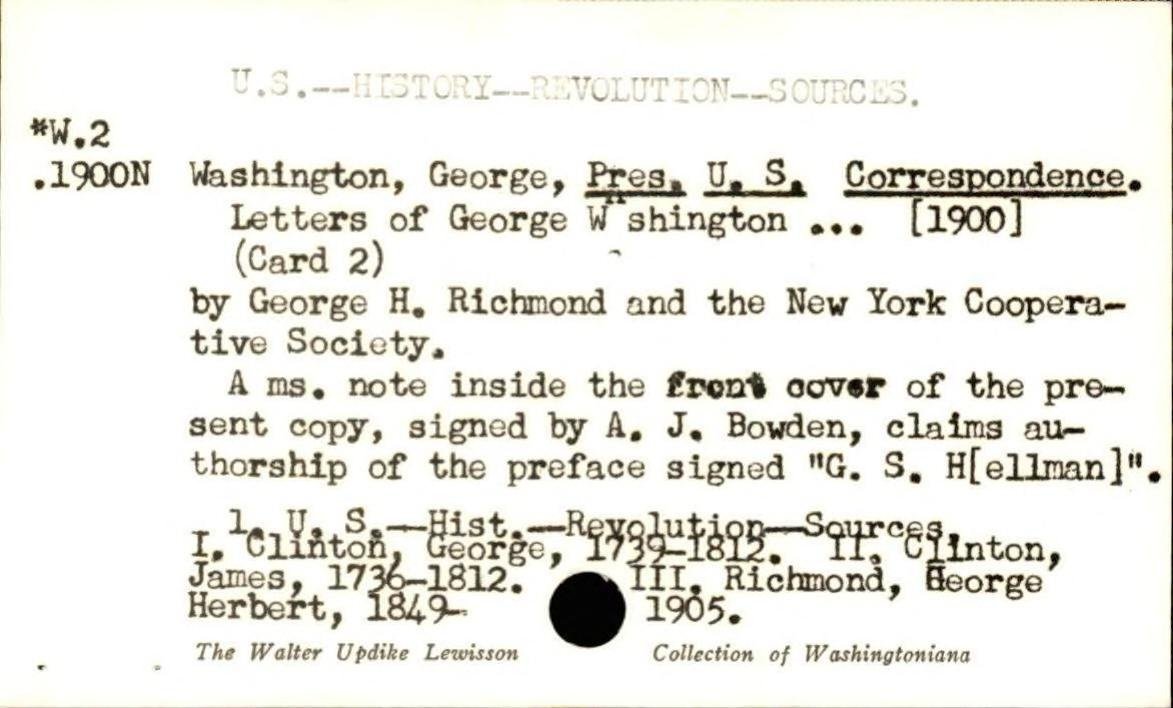 U.S.--HISTORY--REVOLUTION--SOURCES.
*W.2
.1900N Washington, George, Pres. U. S. Correspondence.
Letters of George Washington ... [1900]
(Card 2)
by George H. Richmond and the New York Coopera-
tive Society.
A ms. note inside the front cover of the pre-
sent copy, signed by A. J. Bowden, claims au-
thorship of the preface signed "G. S. H[ellman]".
1. U. S.—Hist.—Revolution—Sources.
I. Clinton, George, 1739-1812. II. Clinton,
James, 1736-1812. III. Richmond, George
Herbert, 1849- 1905.
The Walter Updike Lewisson Collection of Washingtoniana